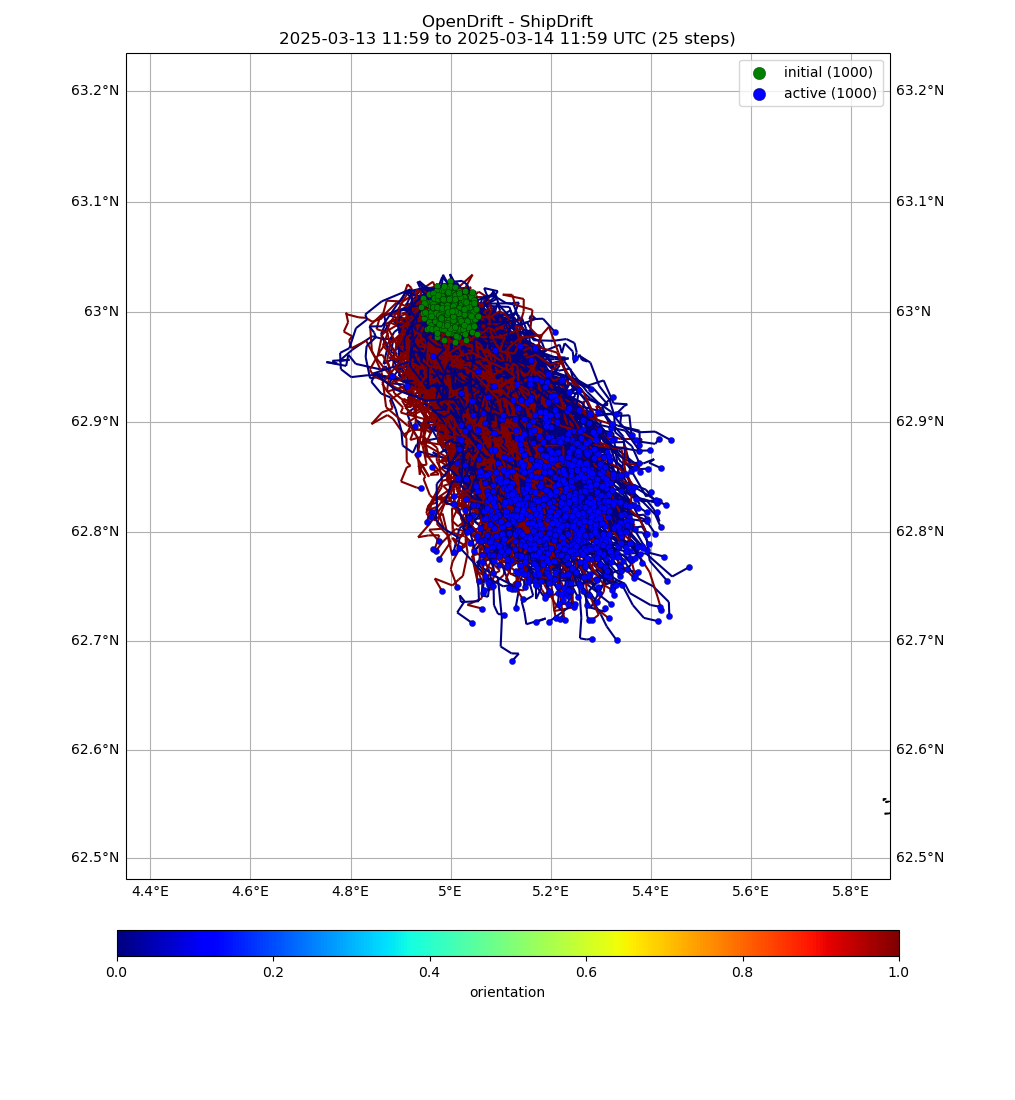 OpenDrift - ShipDrift
2025-03-13 11:59 to 2025-03-14 11:59 UTC (25 steps)
initial (1000)
active (1000)
63.2°N 63.2°N
63.1°N 63.1°N
63°N 63°N
62.9°N 62.9°N
62.8°N 62.8°N
62.7°N 62.7°N
62.6°N 62.6°N
62.5°N 62.5°N
4.4°E 4.6°E 4.8°E 5°E 5.2°E 5.4°E 5.6°E 5.8°E
0.0 0.2 0.4 0.6 0.8 1.0
orientation